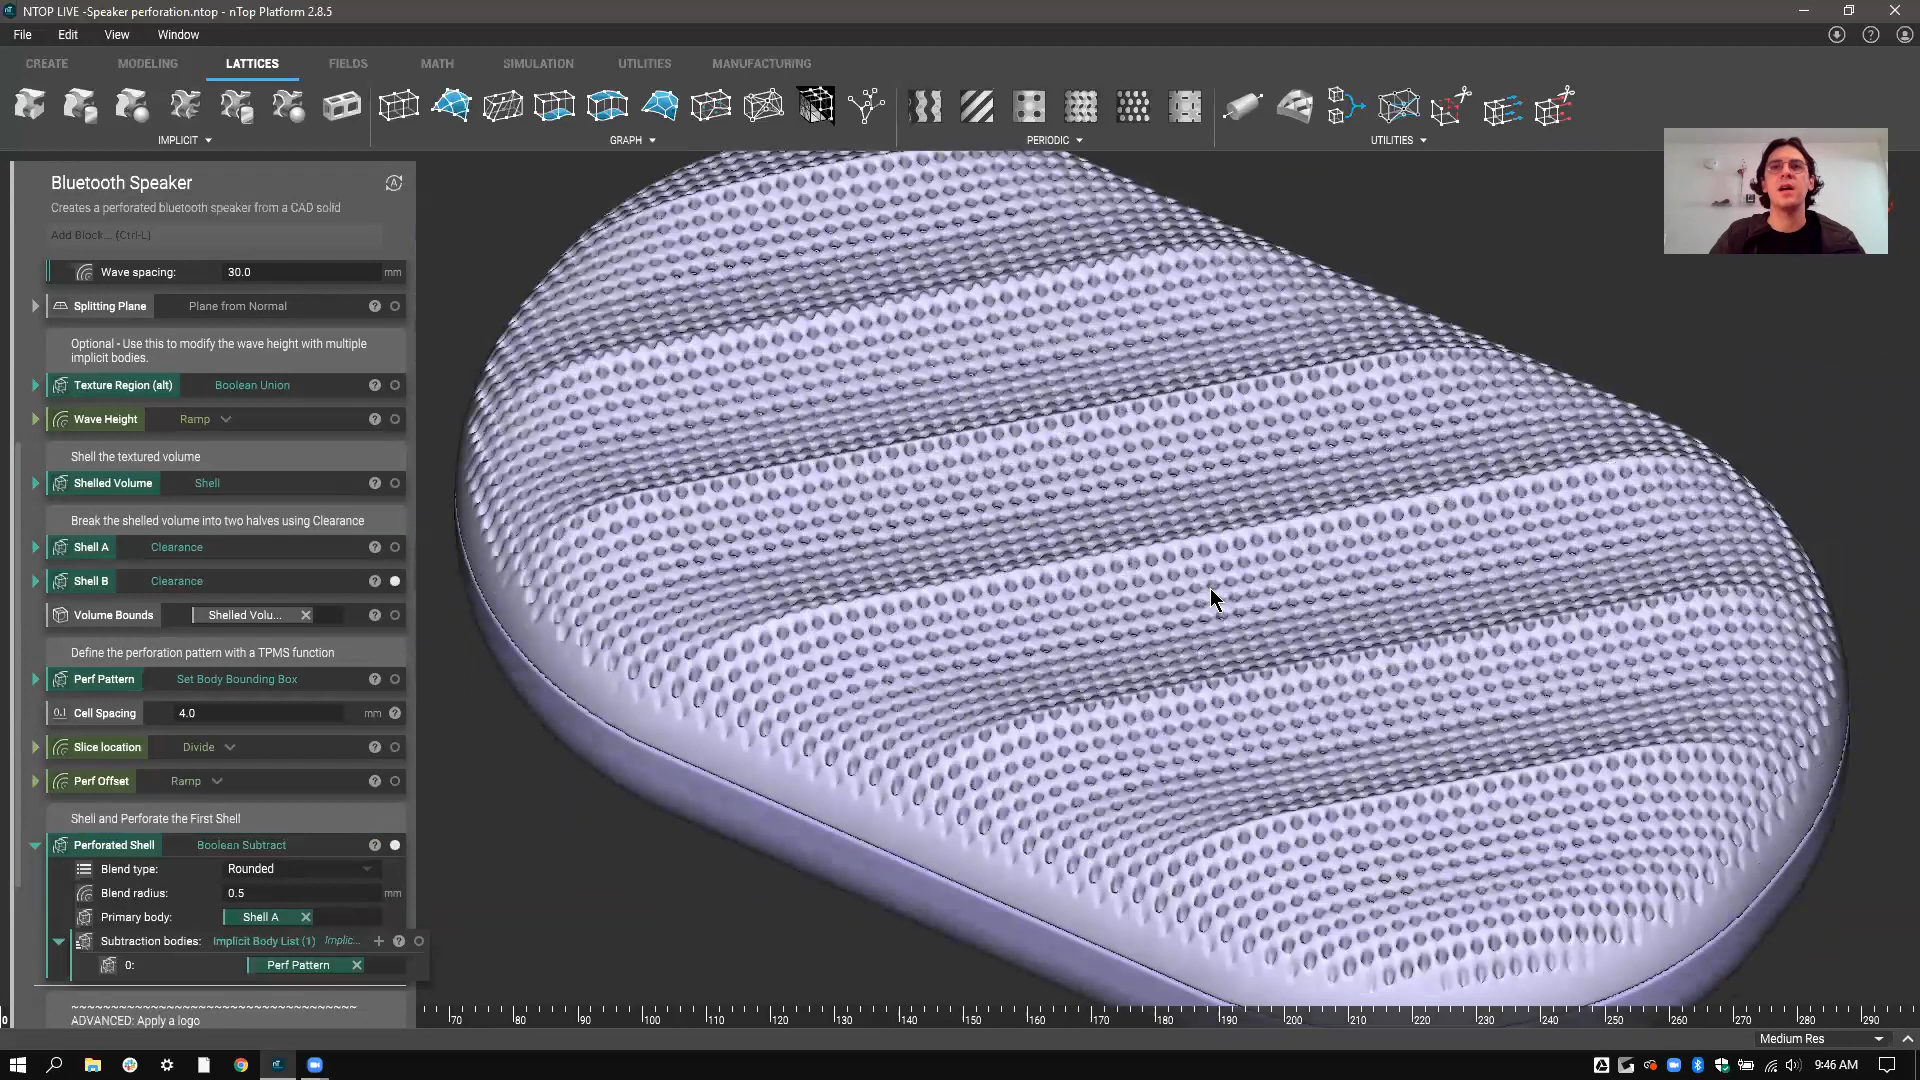 NTOP LIVE -Speaker perforation.ntop - nTop Platform 2.8.5
File Edit View Window
CREATE MODELING LATTICES FIELDS MATH SIMULATION UTILITIES MANUFACTURING
IMPLICIT GRAPH PERIODIC UTILITIES
Bluetooth Speaker
Creates a perforated bluetooth speaker from a CAD solid
Add Block... (Ctrl-L)
Wave spacing: 30.0 mm
Splitting Plane Plane from Normal
Optional - Use this to modify the wave height with multiple
implicit bodies.
Texture Region (alt) Boolean Union
Wave Height Ramp
Shell the textured volume
Shelled Volume Shell
Break the shelled volume into two halves using Clearance
Shell A Clearance
Shell B Clearance
Volume Bounds Shelled Volu...
Define the perforation pattern with a TPMS function
Perf Pattern Set Body Bounding Box
0.1 Cell Spacing 4.0 mm
Slice location Divide
Perf Offset Ramp
Shell and Perforate the First Shell
Perforated Shell Boolean Subtract
Blend type: Rounded
Blend radius: 0.5 mm
Primary body: Shell A
Subtraction bodies: Implicit Body List (1) Implic...
0: Perf Pattern
~~~~~~~~~~~~~~~~~~~~~~~~~~~~~~~~~~~~
ADVANCED: Apply a logo
0 70 80 90 100 110 120 130 140 150 160 170 180 190 200 210 220 230 240 250 260 270 280 290
Medium Res
9:46 AM